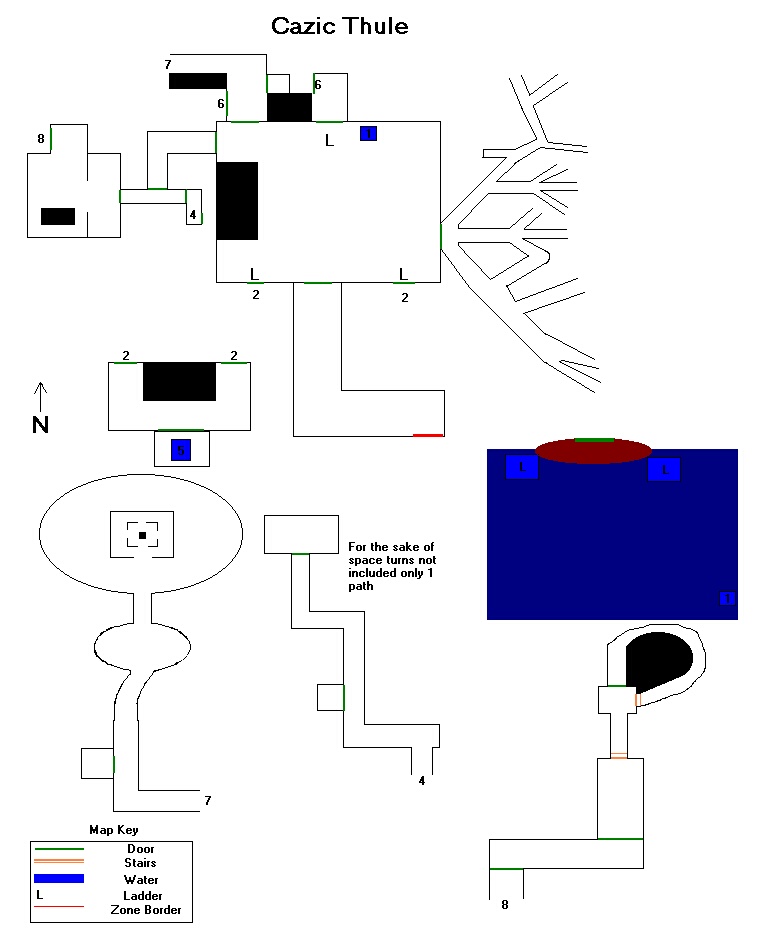 Cazic Thule
7
6
6
1
L
8
4
L
L
2
2
2
2
N
5
L
L
For the sake of
space turns not
included only 1
path
1
7
4
8
Map Key
Door
Stairs
Water
L Ladder
Zone Border